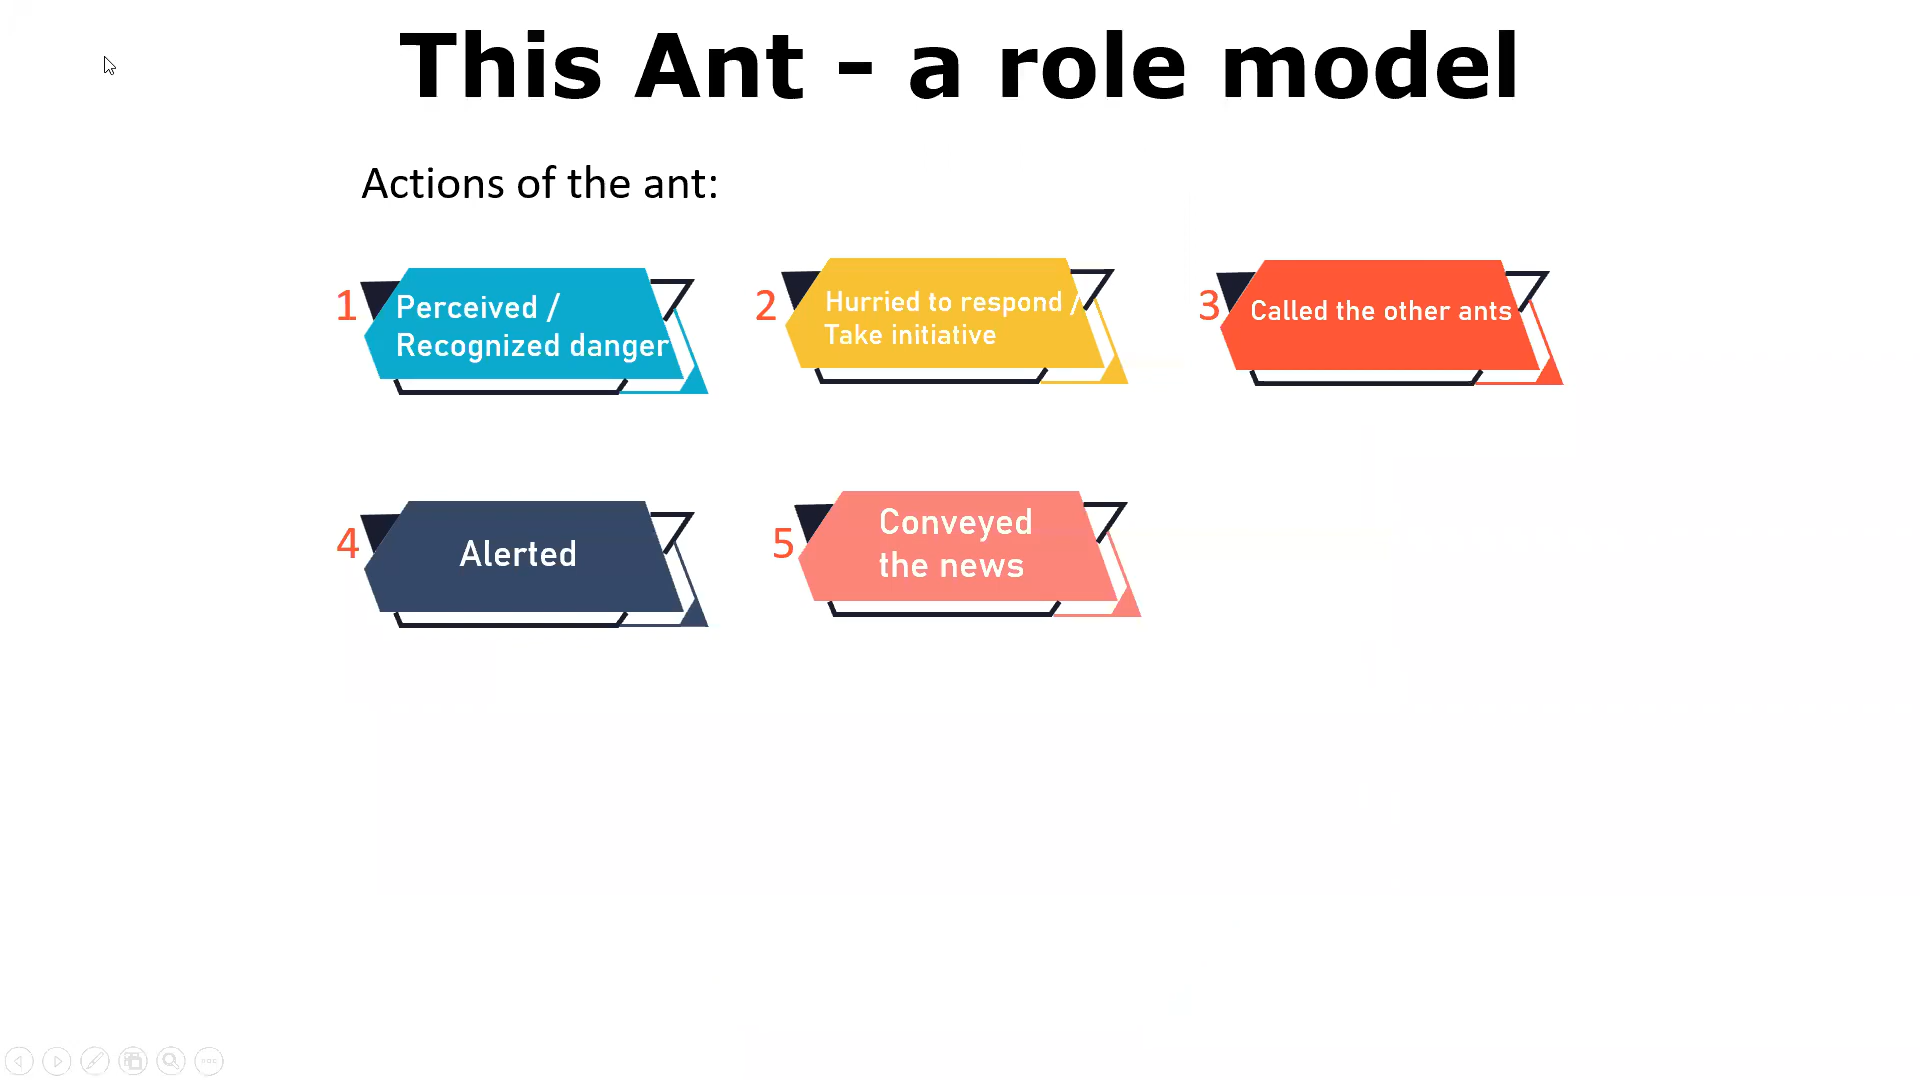 This Ant - a role model
Actions of the ant:
1
Perceived /
Recognized danger
2
Hurried to respond /
Take initiative
3
Called the other ants
4
Alerted
5
Conveyed
the news